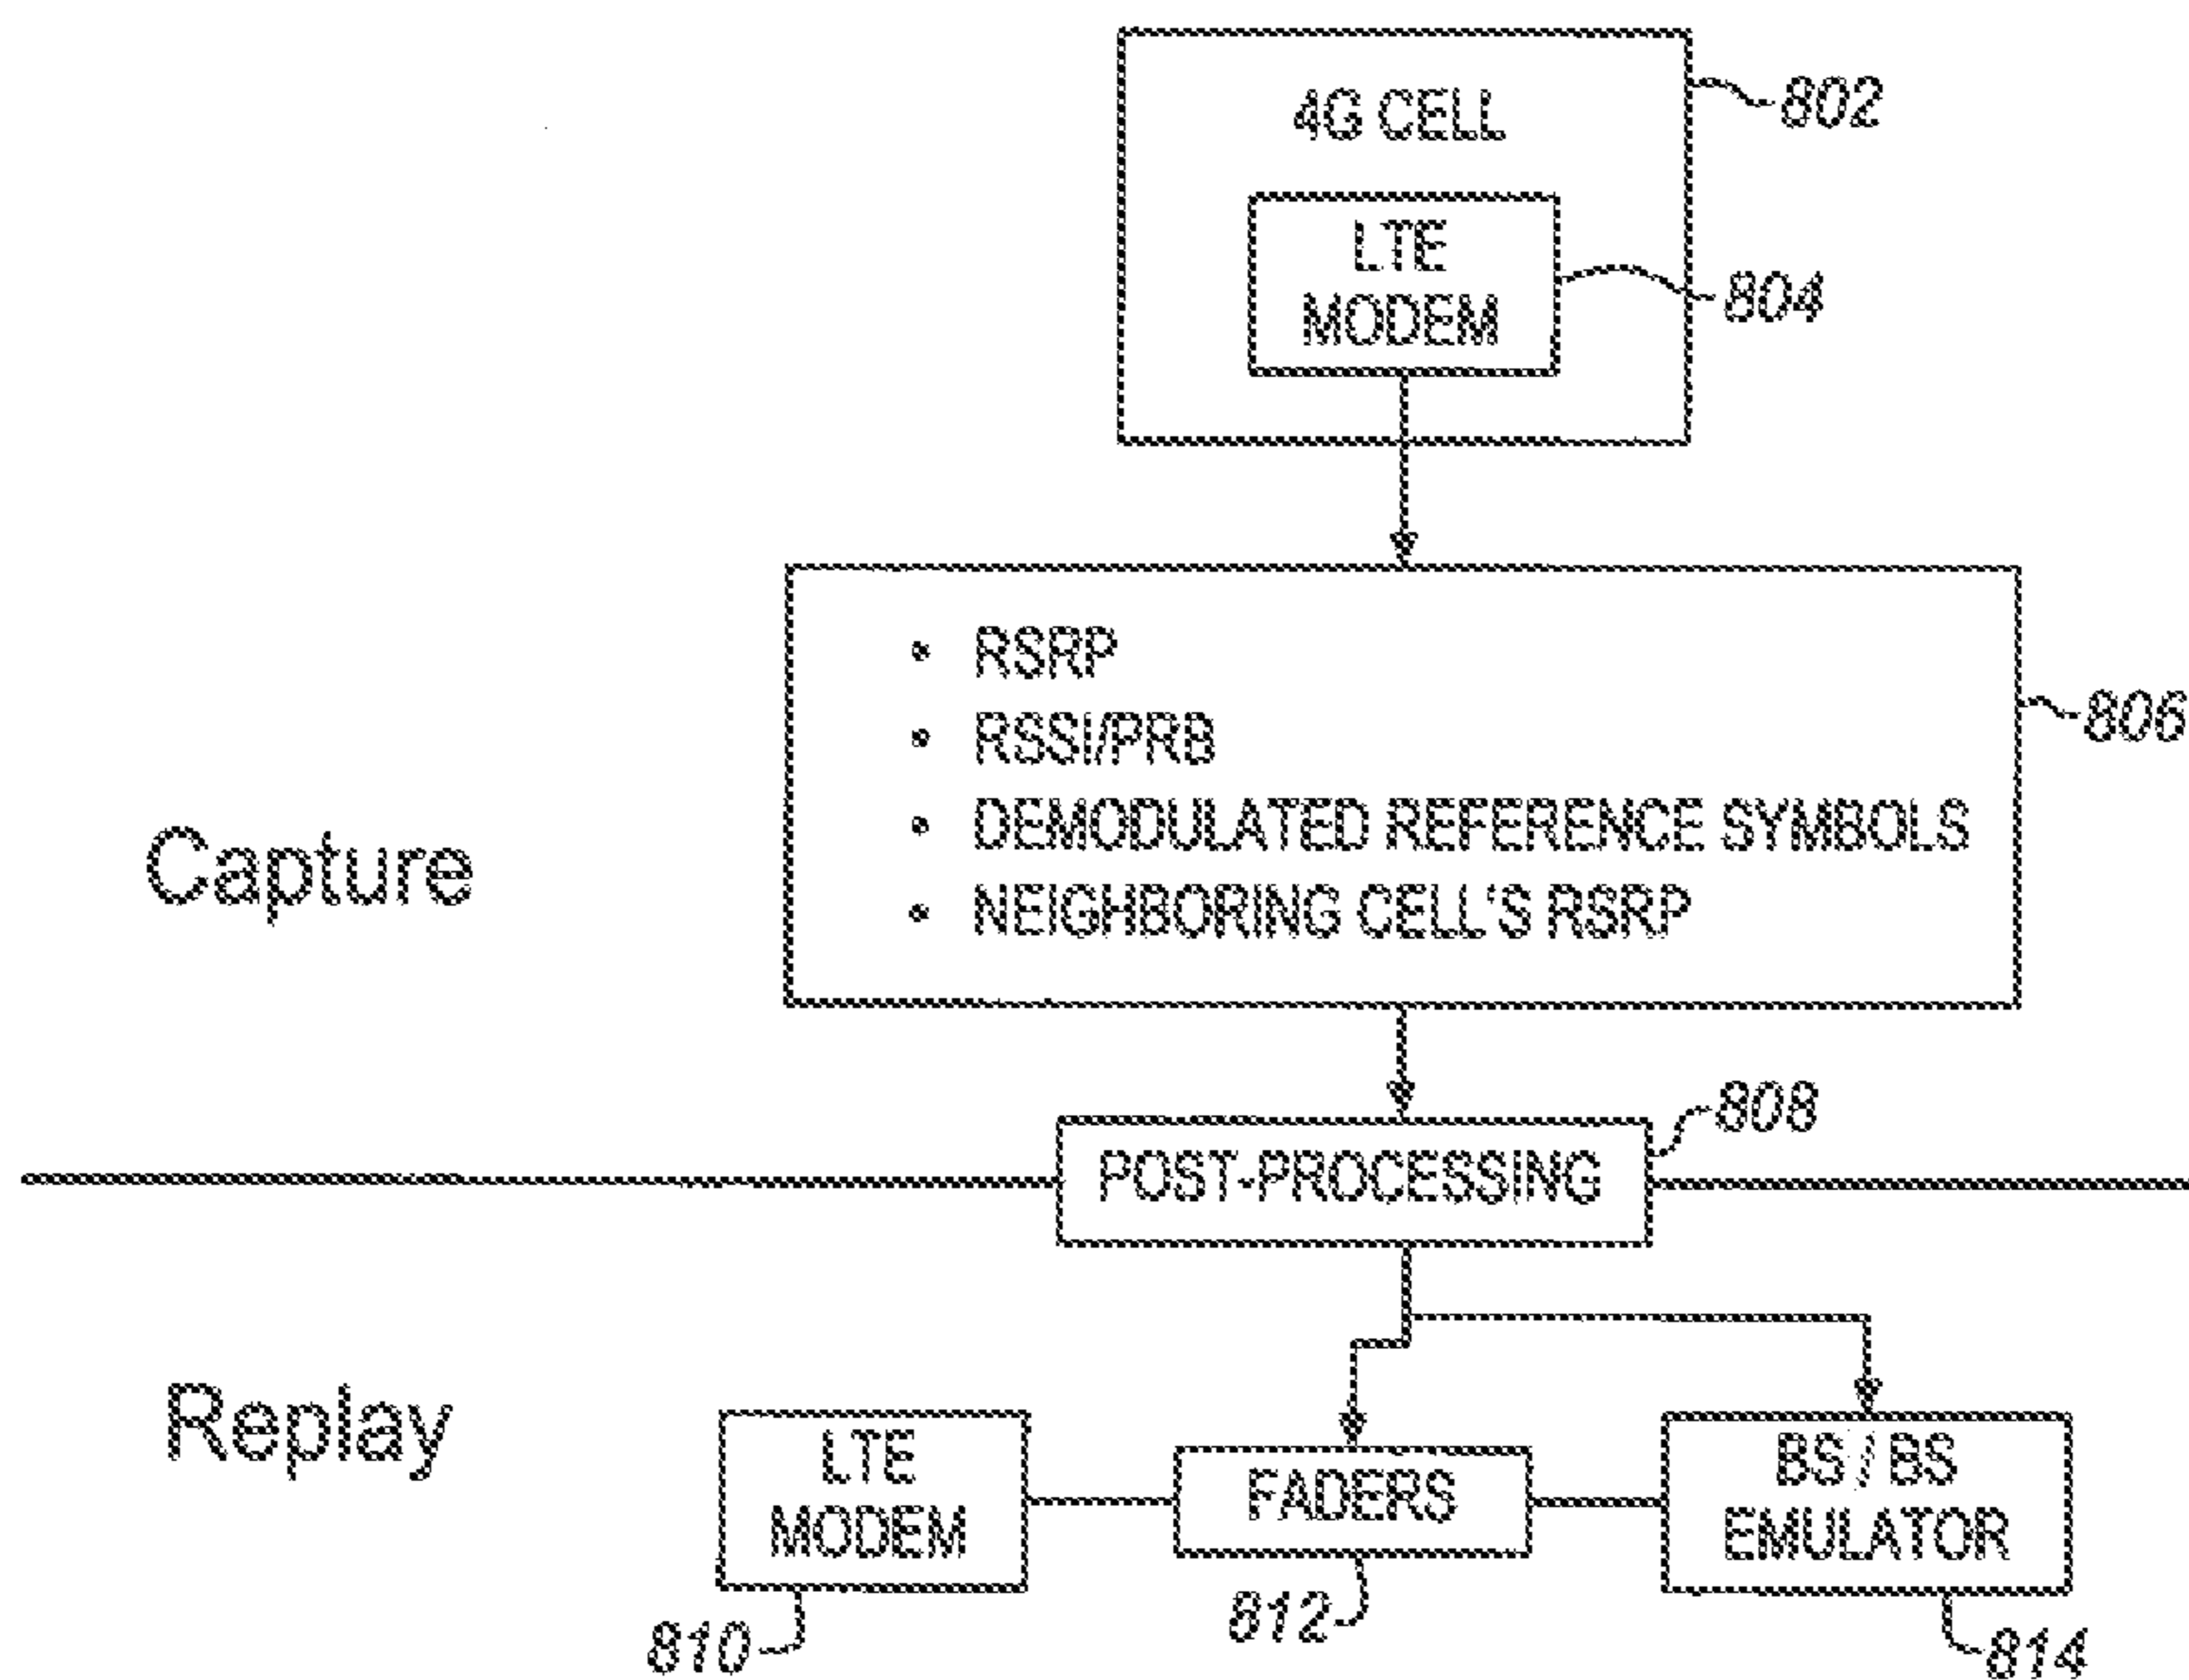 4G CELL
802
LTE
MODEM
804
• RSRP
• RSSI/PRB
• DEMODULATED REFERENCE SYMBOLS
• NEIGHBORING CELL'S RSRP
806
Capture
POST-PROCESSING
808
Replay
LTE
MODEM
810
FADERS
812
BS / BS
EMULATOR
814